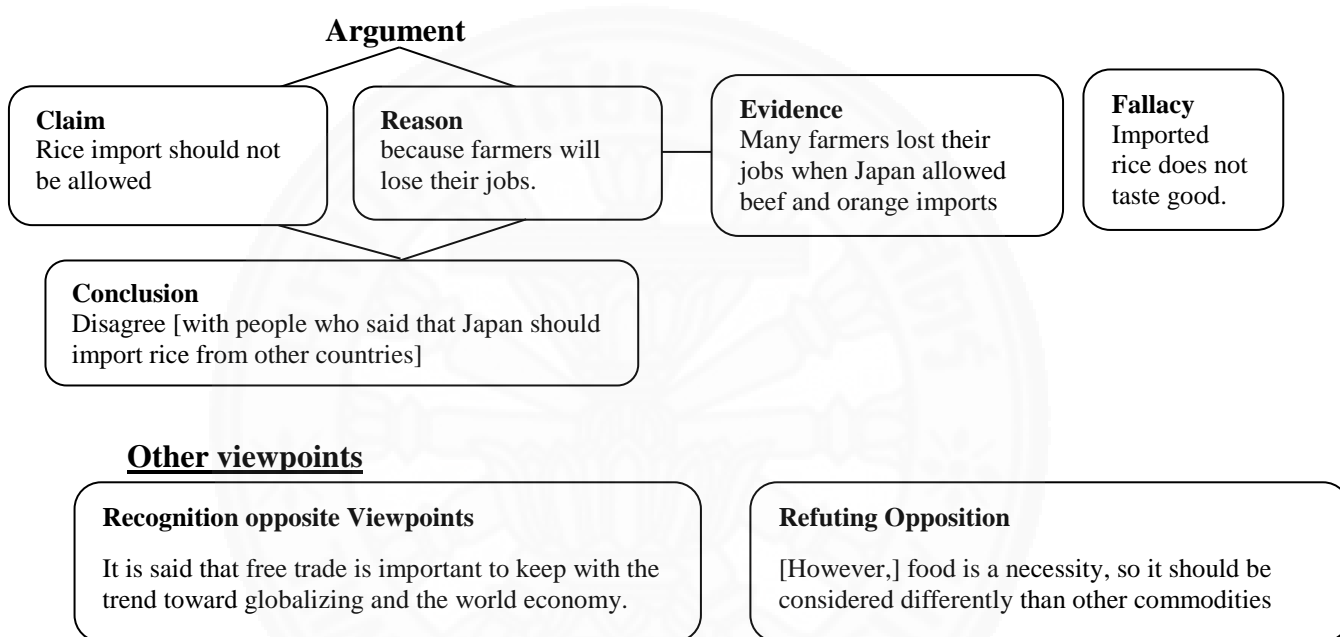 Argument
Claim
Rice import should not
be allowed
Reason
because farmers will
lose their jobs.
Evidence
Many farmers lost their
jobs when Japan allowed
beef and orange imports
Fallacy
Imported
rice does not
taste good.
Conclusion
Disagree [with people who said that Japan should
import rice from other countries]
Other viewpoints
Recognition opposite Viewpoints
It is said that free trade is important to keep with the
trend toward globalizing and the world economy.
Refuting Opposition
[However,] food is a necessity, so it should be
considered differently than other commodities